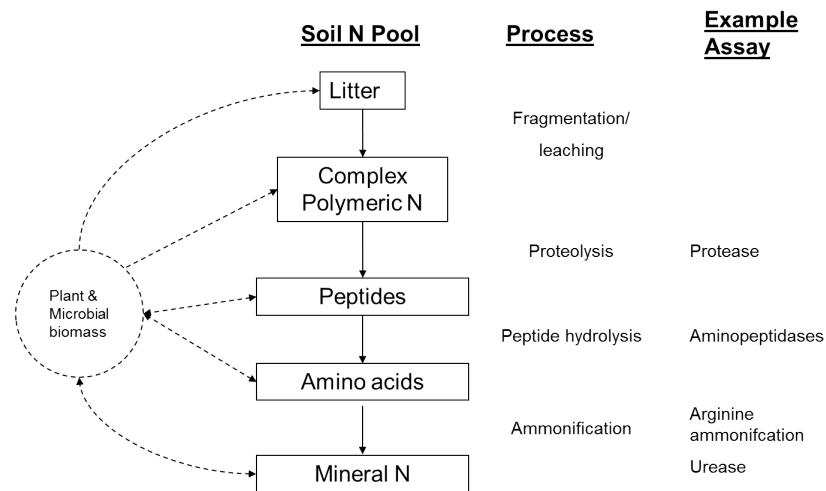 Soil N Pool
Process
Example
Assay
Litter
Fragmentation/
leaching
Complex
Polymeric N
Proteolysis
Protease
Plant &
Microbial
biomass
Peptides
Peptide hydrolysis
Aminopeptidases
Amino acids
Ammonification
Arginine
ammonifcation
Urease
Mineral N